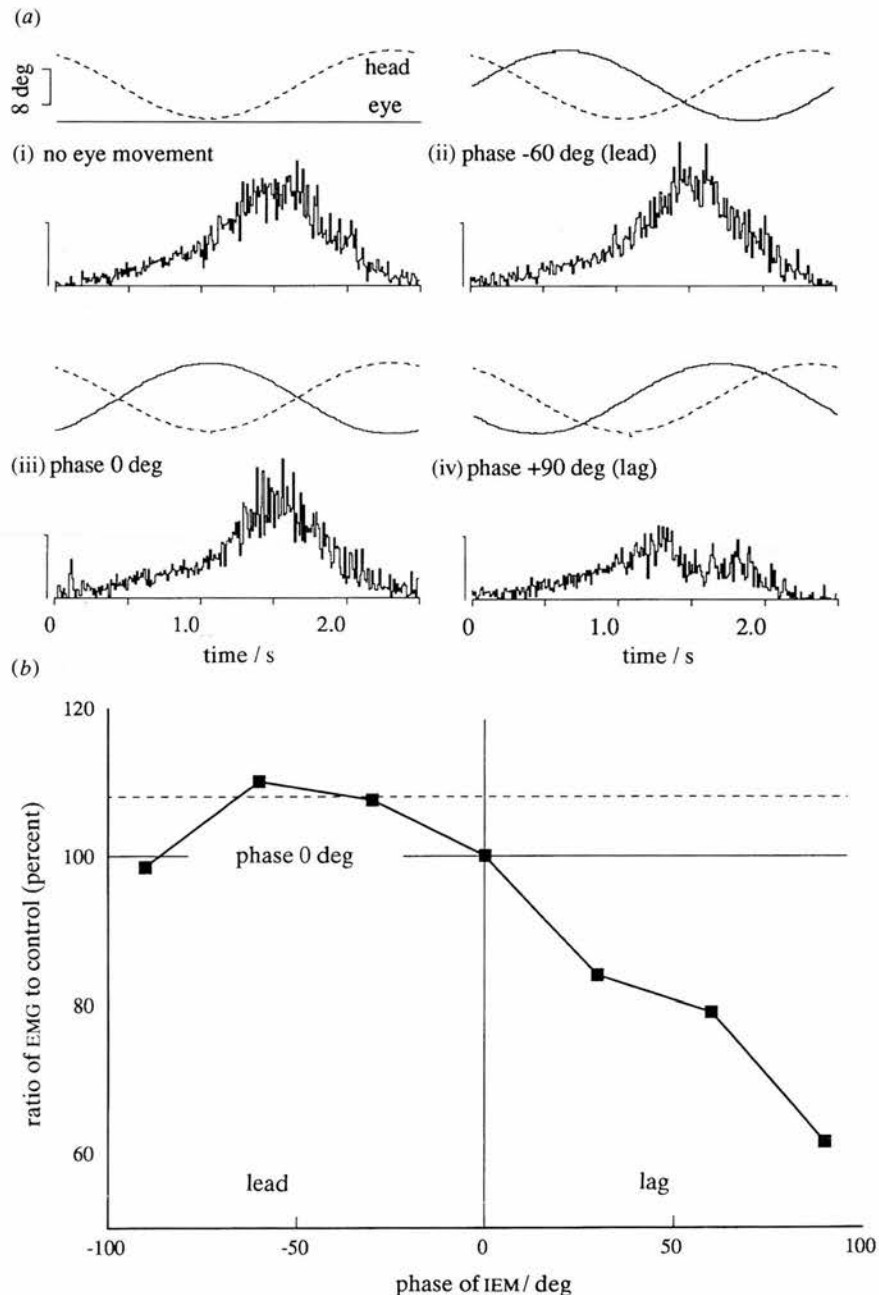 (a)
8 deg
head
eye
(i) no eye movement
(ii) phase -60 deg (lead)
(iii) phase 0 deg
(iv) phase +90 deg (lag)
0 1.0 2.0
time / s
0 1.0 2.0
time / s
(b)
120
100
80
60
ratio of EMG to control (percent)
phase 0 deg
lead
lag
-100 -50 0 50 100
phase of IEM / deg